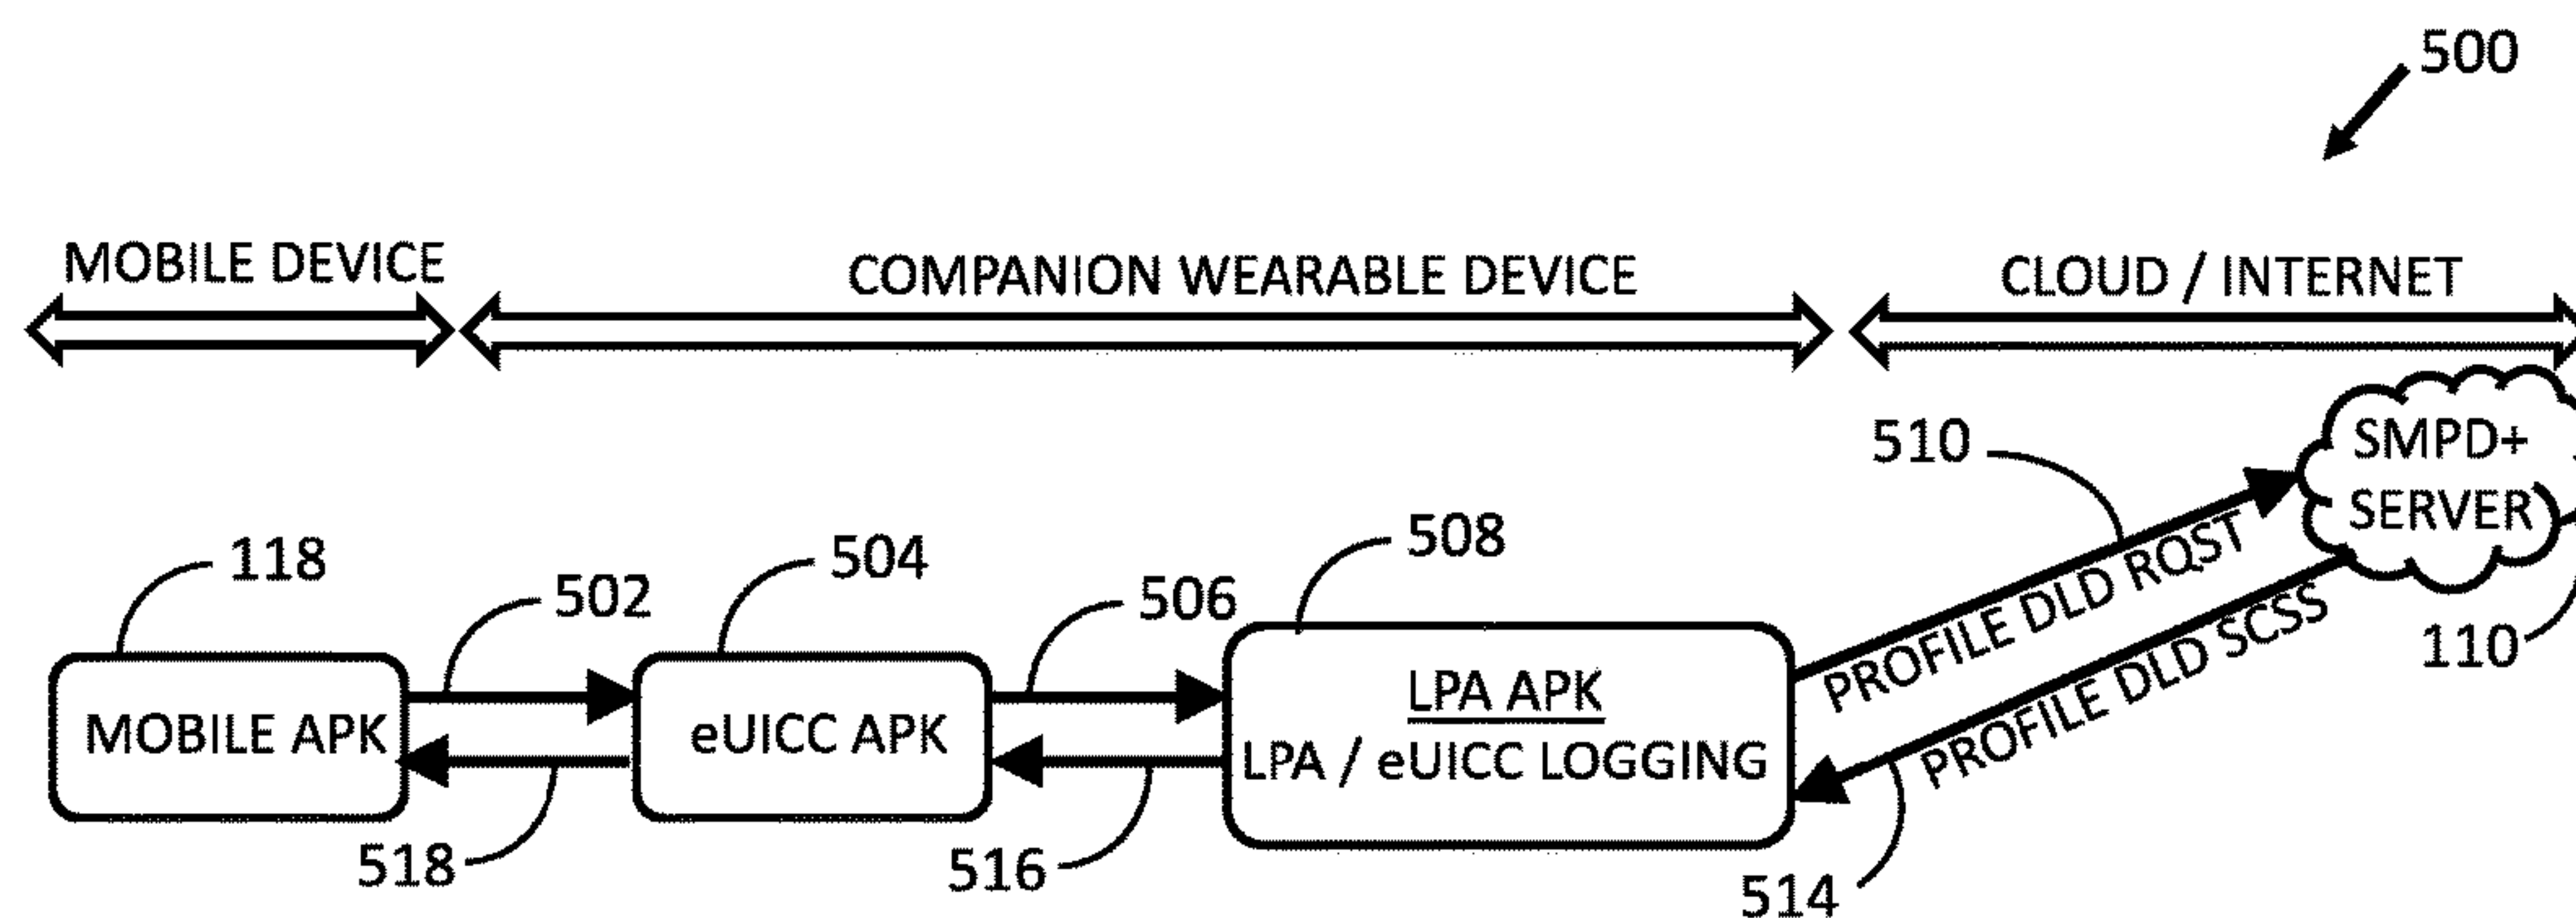 500
MOBILE DEVICE
COMPANION WEARABLE DEVICE
CLOUD / INTERNET
510
SMPD+
SERVER
118
502
504
506
508
PROFILE DLD RQST
PROFILE DLD SCSS
110
MOBILE APK
eUICC APK
LPA APK
LPA / eUICC LOGGING
518
516
514